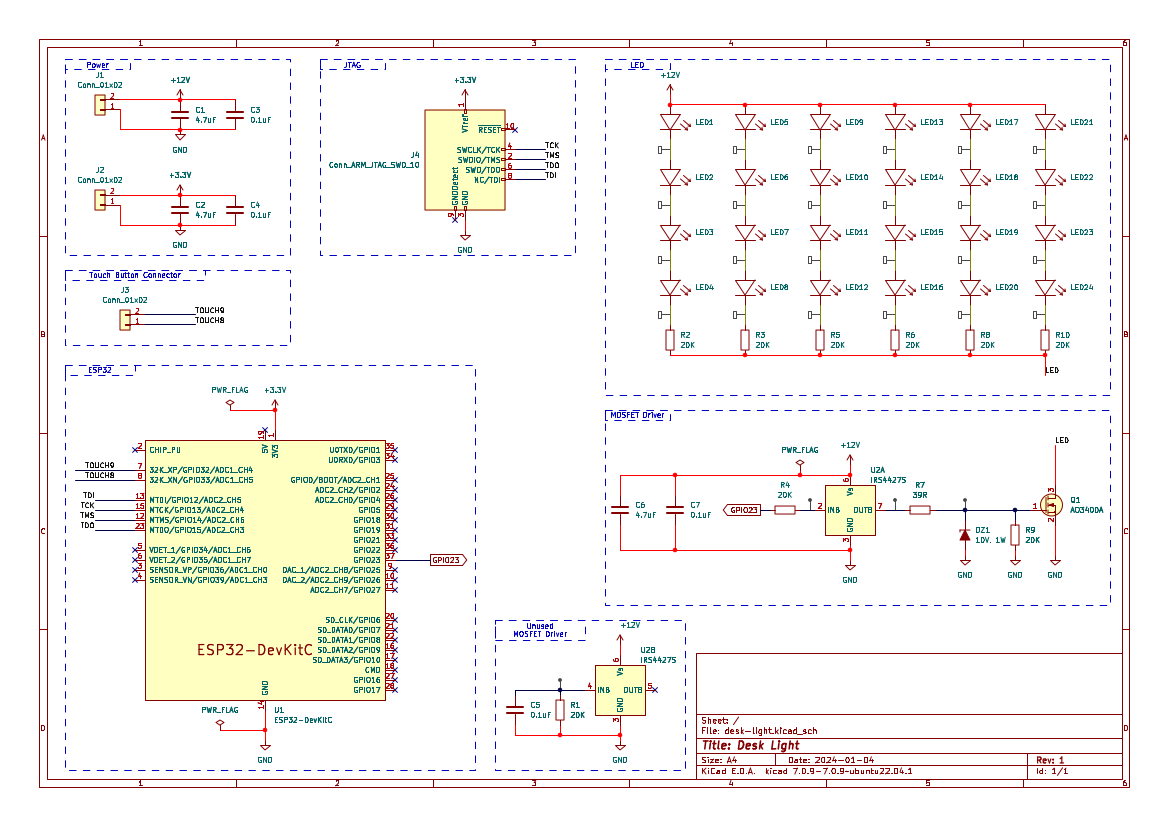 1 2 3 4 5 6
A
B
C
D
Power
J1
Conn_01x02
2
1
+12V
C1
4.7uF
C3
0.1uF
GND
J2
Conn_01x02
2
1
+3.3V
C2
4.7uF
C4
0.1uF
GND
JTAG
+3.3V
J4
Conn_ARM_JTAG_SWD_10
1
VTref
RESET
10
SWCLK/TCK
4
TCK
SWDIO/TMS
2
TMS
SWO/TDO
6
TDO
NC/TDI
8
TDI
GNDDetect
GND
9
3
GND
LED
+12V
LED1 LED5 LED9 LED13 LED17 LED21
LED2 LED6 LED10 LED14 LED18 LED22
LED3 LED7 LED11 LED15 LED19 LED23
LED4 LED8 LED12 LED16 LED20 LED24
R2 R3 R5 R6 R8 R10
20K 20K 20K 20K 20K 20K
LED
Touch Button Connector
J3
Conn_01x02
2
TOUCH9
1
TOUCH8
ESP32
PWR_FLAG
+3.3V
19
1
5V
3V3
2
CHIP_PU
TOUCH9
7
32K_XP/GPIO32/ADC1_CH4
TOUCH8
8
32K_XN/GPIO33/ADC1_CH5
TDI
13
MTDI/GPIO12/ADC2_CH5
TCK
15
MTCK/GPIO13/ADC2_CH4
TMS
12
MTMS/GPIO14/ADC2_CH6
TDO
23
MTDO/GPIO15/ADC2_CH3
5
VDET_1/GPIO34/ADC1_CH6
6
VDET_2/GPIO35/ADC1_CH7
3
SENSOR_VP/GPIO36/ADC1_CH0
4
SENSOR_VN/GPIO39/ADC1_CH3
U0TXD/GPIO1
35
U0RXD/GPIO3
34
GPIO0/BOOT/ADC2_CH1
25
ADC2_CH2/GPIO2
24
ADC2_CH0/GPIO4
26
GPIO5
29
GPIO18
30
GPIO19
31
GPIO21
33
GPIO22
36
GPIO23
37
GPIO23
DAC_1/ADC2_CH8/GPIO25
9
DAC_2/ADC2_CH9/GPIO26
10
ADC2_CH7/GPIO27
11
SD_CLK/GPIO6
20
SD_DATA0/GPIO7
21
SD_DATA1/GPIO8
22
SD_DATA2/GPIO9
16
SD_DATA3/GPIO10
17
CMD
18
GPIO16
27
GPIO17
28
ESP32-DevKitC
GND
14
PWR_FLAG
U1
ESP32-DevKitC
GND
MOSFET Driver
PWR_FLAG
+12V
C6
4.7uF
C7
0.1uF
GPIO23
R4
20K
U2A
IRS44275
6
Vs
2
INA
OUTB
7
GND
3
GND
R7
39R
DZ1
10V, 1W
GND
R9
20K
GND
LED
3
1
2
Q1
AO3400A
GND
Unused
MOSFET Driver
+12V
U2B
IRS44275
6
Vs
4
INB
OUTB
5
GND
3
C5
0.1uF
R1
20K
GND
Sheet: /
File: desk-light.kicad_sch
Title: Desk Light
Size: A4
Date: 2024-01-04
Rev: 1
KiCad E.D.A. kicad 7.0.9-7.0.9~ubuntu22.04.1
Id: 1/1
1 2 3 4 5 6
A
B
C
D